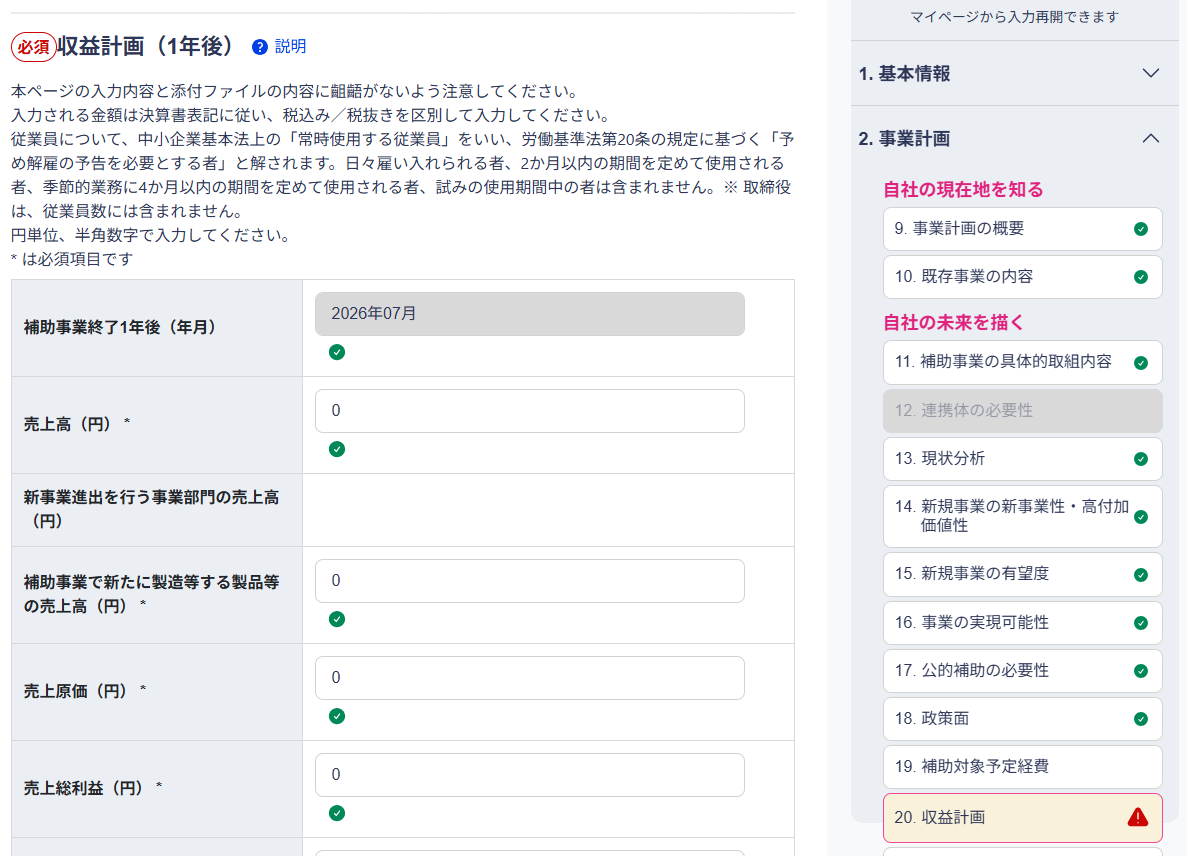 必須 収益計画（1年後） ? 説明
本ページの入力内容と添付ファイルの内容に齟齬がないよう注意してください。
入力される金額は決算書表記に従い、税込み／税抜きを区別して入力してください。
従業員について、中小企業基本法上の「常時使用する従業員」をいい、労働基準法第20条の規定に基づく「予
め解雇の予告を必要とする者」と解されます。日々雇い入れられる者、2か月以内の期間を定めて使用される
者、季節的業務に4か月以内の期間を定めて使用される者、試みの使用期間中の者は含まれません。※ 取締役
は、従業員数には含まれません。
円単位、半角数字で入力してください。
* は必須項目です
補助事業終了1年後（年月）
2026年07月
売上高（円） *
0
新事業進出を行う事業部門の売上高
（円）
補助事業で新たに製造等する製品等
の売上高（円） *
0
売上原価（円） *
0
売上総利益（円） *
0
マイページから入力再開できます
1. 基本情報
2. 事業計画
自社の現在地を知る
9. 事業計画の概要
10. 既存事業の内容
自社の未来を描く
11. 補助事業の具体的取組内容
12. 連携体の必要性
13. 現状分析
14. 新規事業の新事業性・高付加
価値性
15. 新規事業の有望度
16. 事業の実現可能性
17. 公的補助の必要性
18. 政策面
19. 補助対象予定経費
20. 収益計画